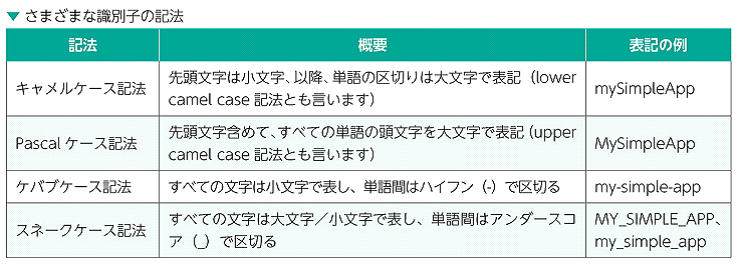 ▼ さまざまな識別子の記法
記法 概要 表記の例
キャメルケース記法 先頭文字は小文字、以降、単語の区切りは大文字で表記（lower
camel case 記法とも言います） mySimpleApp
Pascal ケース記法 先頭文字含めて、すべての単語の頭文字を大文字で表記（upper
camel case 記法とも言います） MySimpleApp
ケバブケース記法 すべての文字は小文字で表し、単語間はハイフン（-）で区切る my-simple-app
スネークケース記法 すべての文字は大文字／小文字で表し、単語間はアンダースコ
ア（_）で区切る MY_SIMPLE_APP、
my_simple_app